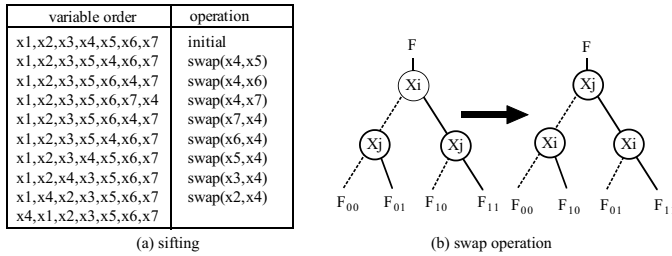 variable order operation
x1,x2,x3,x4,x5,x6,x7 initial
x1,x2,x3,x5,x4,x6,x7 swap(x4,x5)
x1,x2,x3,x5,x6,x4,x7 swap(x4,x6)
x1,x2,x3,x5,x6,x7,x4 swap(x4,x7)
x1,x2,x3,x5,x6,x4,x7 swap(x7,x4)
x1,x2,x3,x5,x4,x6,x7 swap(x6,x4)
x1,x2,x3,x4,x5,x6,x7 swap(x5,x4)
x1,x2,x4,x3,x5,x6,x7 swap(x3,x4)
x1,x4,x2,x3,x5,x6,x7 swap(x2,x4)
x4,x1,x2,x3,x5,x6,x7
(a) sifting
F F
Xi Xj
Xj Xj Xi Xi
F00 F01 F10 F11 F00 F10 F01 F1
(b) swap operation